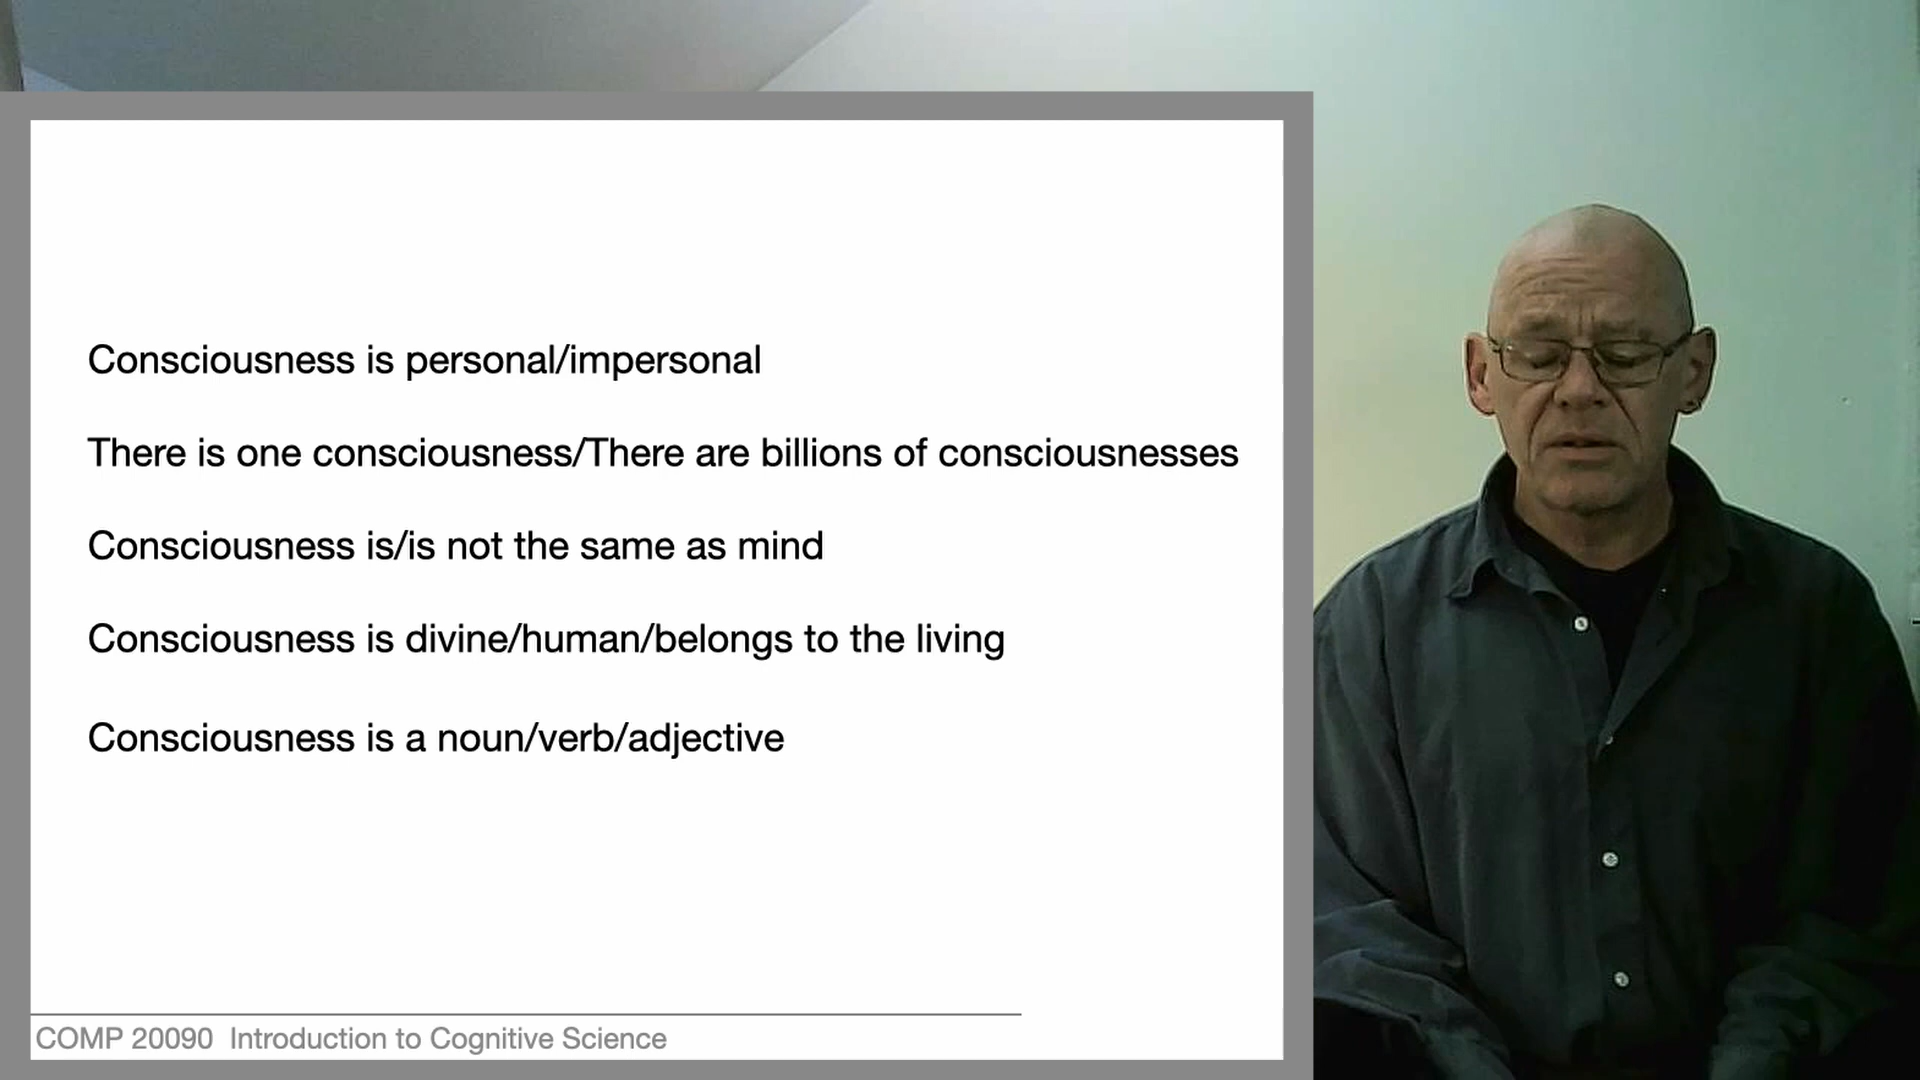 Consciousness is personal/impersonal
There is one consciousness/There are billions of consciousnesses
Consciousness is/is not the same as mind
Consciousness is divine/human/belongs to the living
Consciousness is a noun/verb/adjective
COMP 20090 Introduction to Cognitive Science